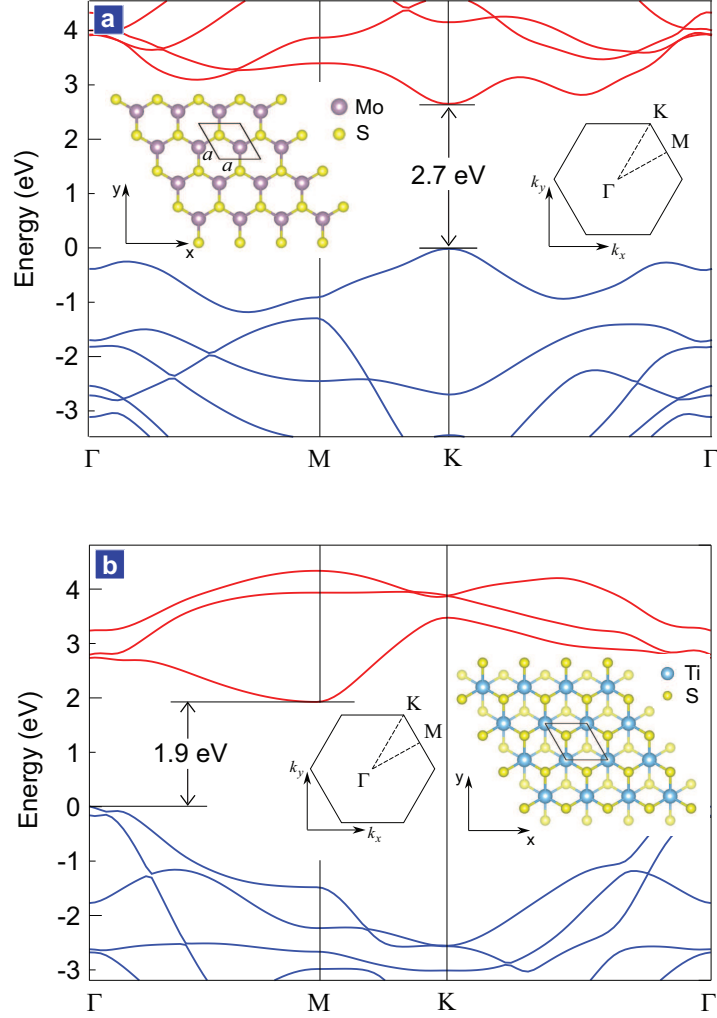 a
4
3
2
1
0
-1
-2
-3
Energy (eV)
Mo
S
a
a
y
x
2.7 eV
K
M
Γ
k_y
k_x
Γ
M
K
Γ
b
4
3
2
1
0
-1
-2
-3
Energy (eV)
1.9 eV
K
M
Γ
k_y
k_x
Ti
S
y
x
Γ
M
K
Γ